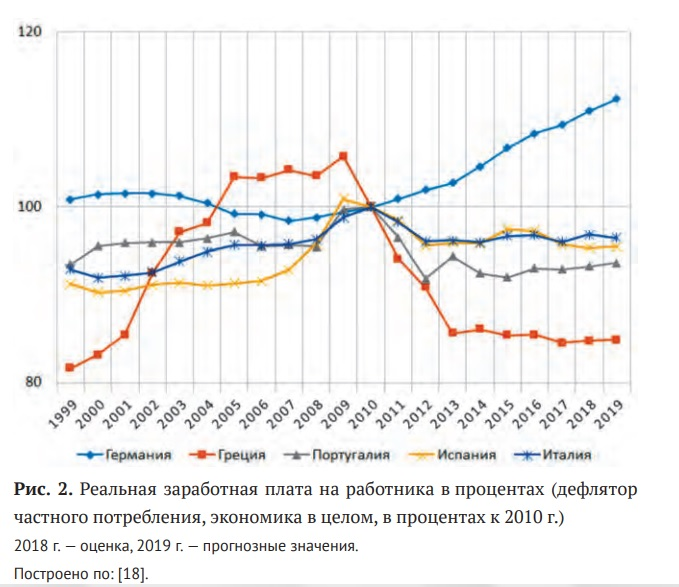 120
100
80
1999 2000 2001 2002 2003 2004 2005 2006 2007 2008 2009 2010 2011 2012 2013 2014 2015 2016 2017 2018 2019
Германия Греция Португалия Испания Италия
Рис. 2. Реальная заработная плата на работника в процентах (дефлятор
частного потребления, экономика в целом, в процентах к 2010 г.)
2018 г. — оценка, 2019 г. — прогнозные значения.
Построено по: [18].